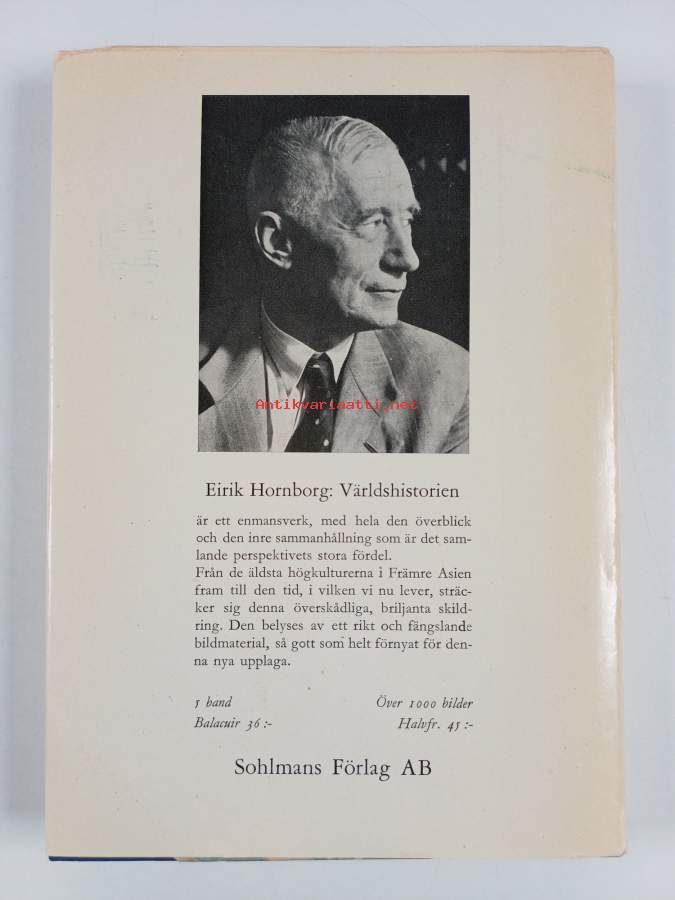 Antikvariaatti.net
Eirik Hornborg: Världshistorien
är ett enmansverk, med hela den överblick
och den inre sammanhållning som är det sam-
lande perspektivets stora fördel.
Från de äldsta högkulturerna i Främre Asien
fram till den tid, i vilken vi nu lever, sträc-
ker sig denna överskådliga, briljanta skild-
ring. Den belyses av ett rikt och fängslande
bildmaterial, så gott som helt förnyat för den-
na nya upplaga.
5 band Över 1000 bilder
Balacuir 36:- Halvfr. 45:-
Sohlmans Förlag AB